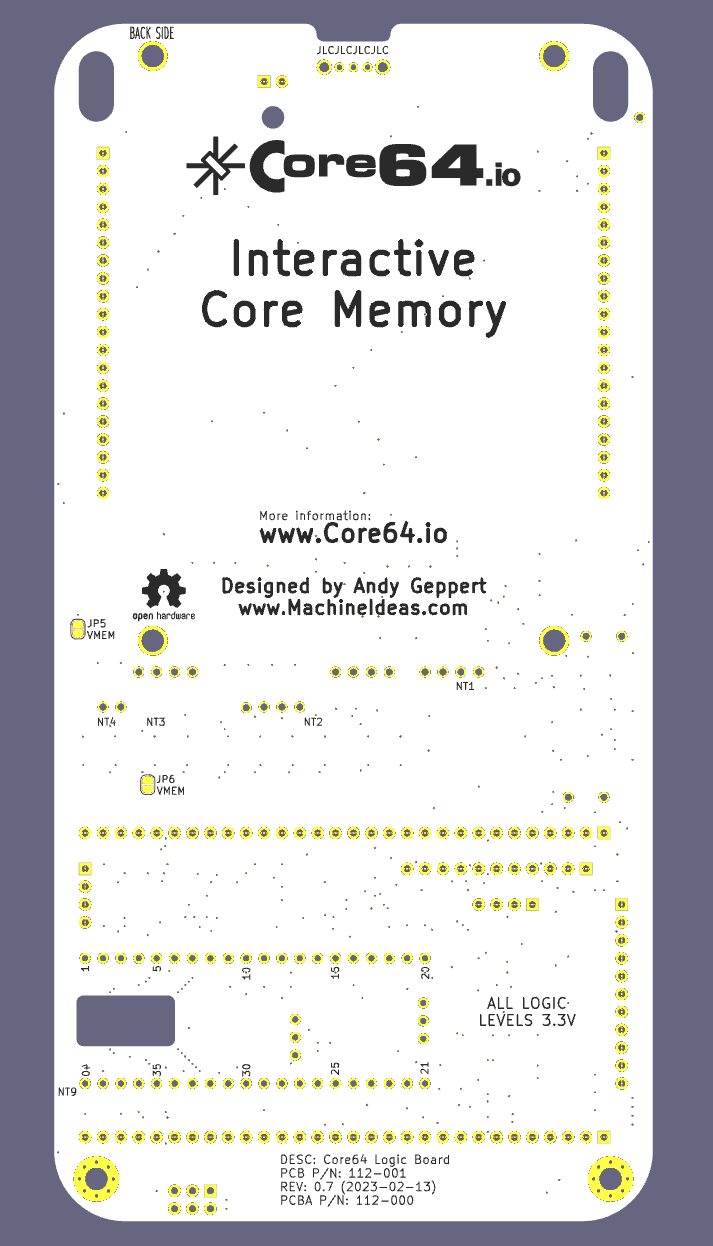 BACK SIDE
JLCJLCJLCJLC
Core64.io
Interactive
Core Memory
More information:
www.Core64.io
Designed by Andy Geppert
www.MachineIdeas.com
open hardware
JP5
VMEM
NT1
NT4
NT3
NT2
JP6
VMEM
1
5
10
15
20
ALL LOGIC
LEVELS 3.3V
35
30
25
21
NT9
DESC: Core64 Logic Board
PCB P/N: 112-001
REV: 0.7 (2023-02-13)
PCBA P/N: 112-000